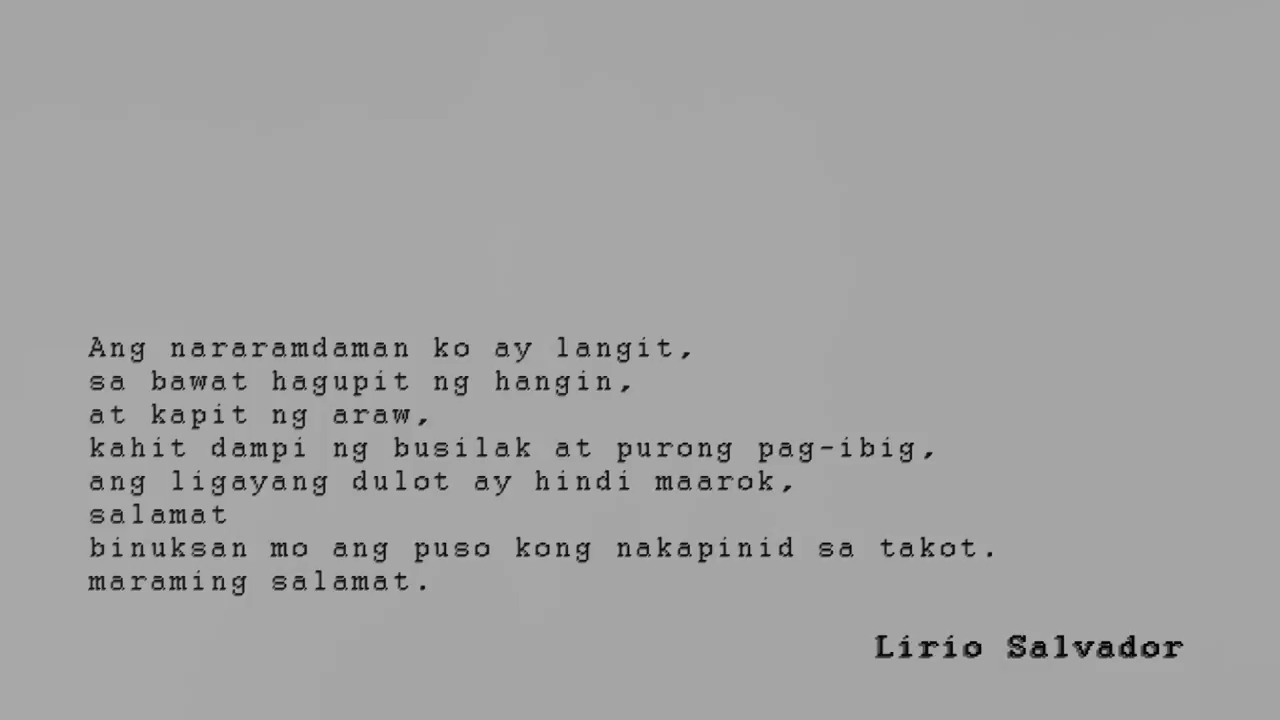 Ang nararamdaman ko ay langit,
sa bawat hagupit ng hangin,
at kapit ng araw,
kahit dampi ng busilak at purong pag-ibig,
ang ligayang dulot ay hindi maarok,
salamat
binuksan mo ang puso kong nakapinid sa takot.
maraming salamat.
Lirio Salvador